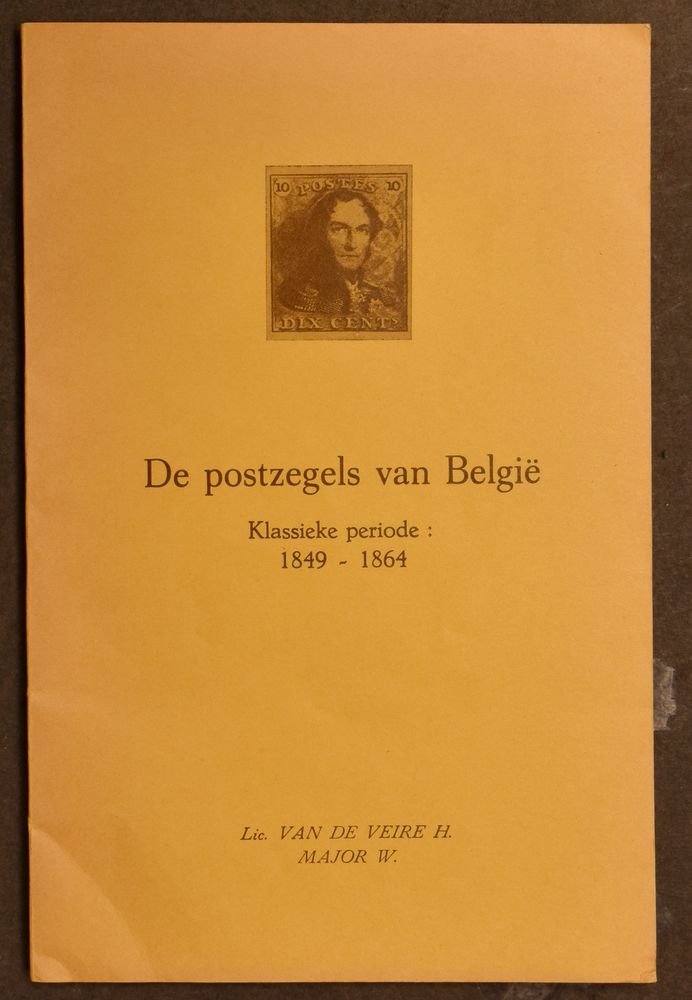 10 POSTES 10
DIX CENTS
De postzegels van België
Klassieke periode :
1849 - 1864
Lic. VAN DE VEIRE H.
MAJOR W.